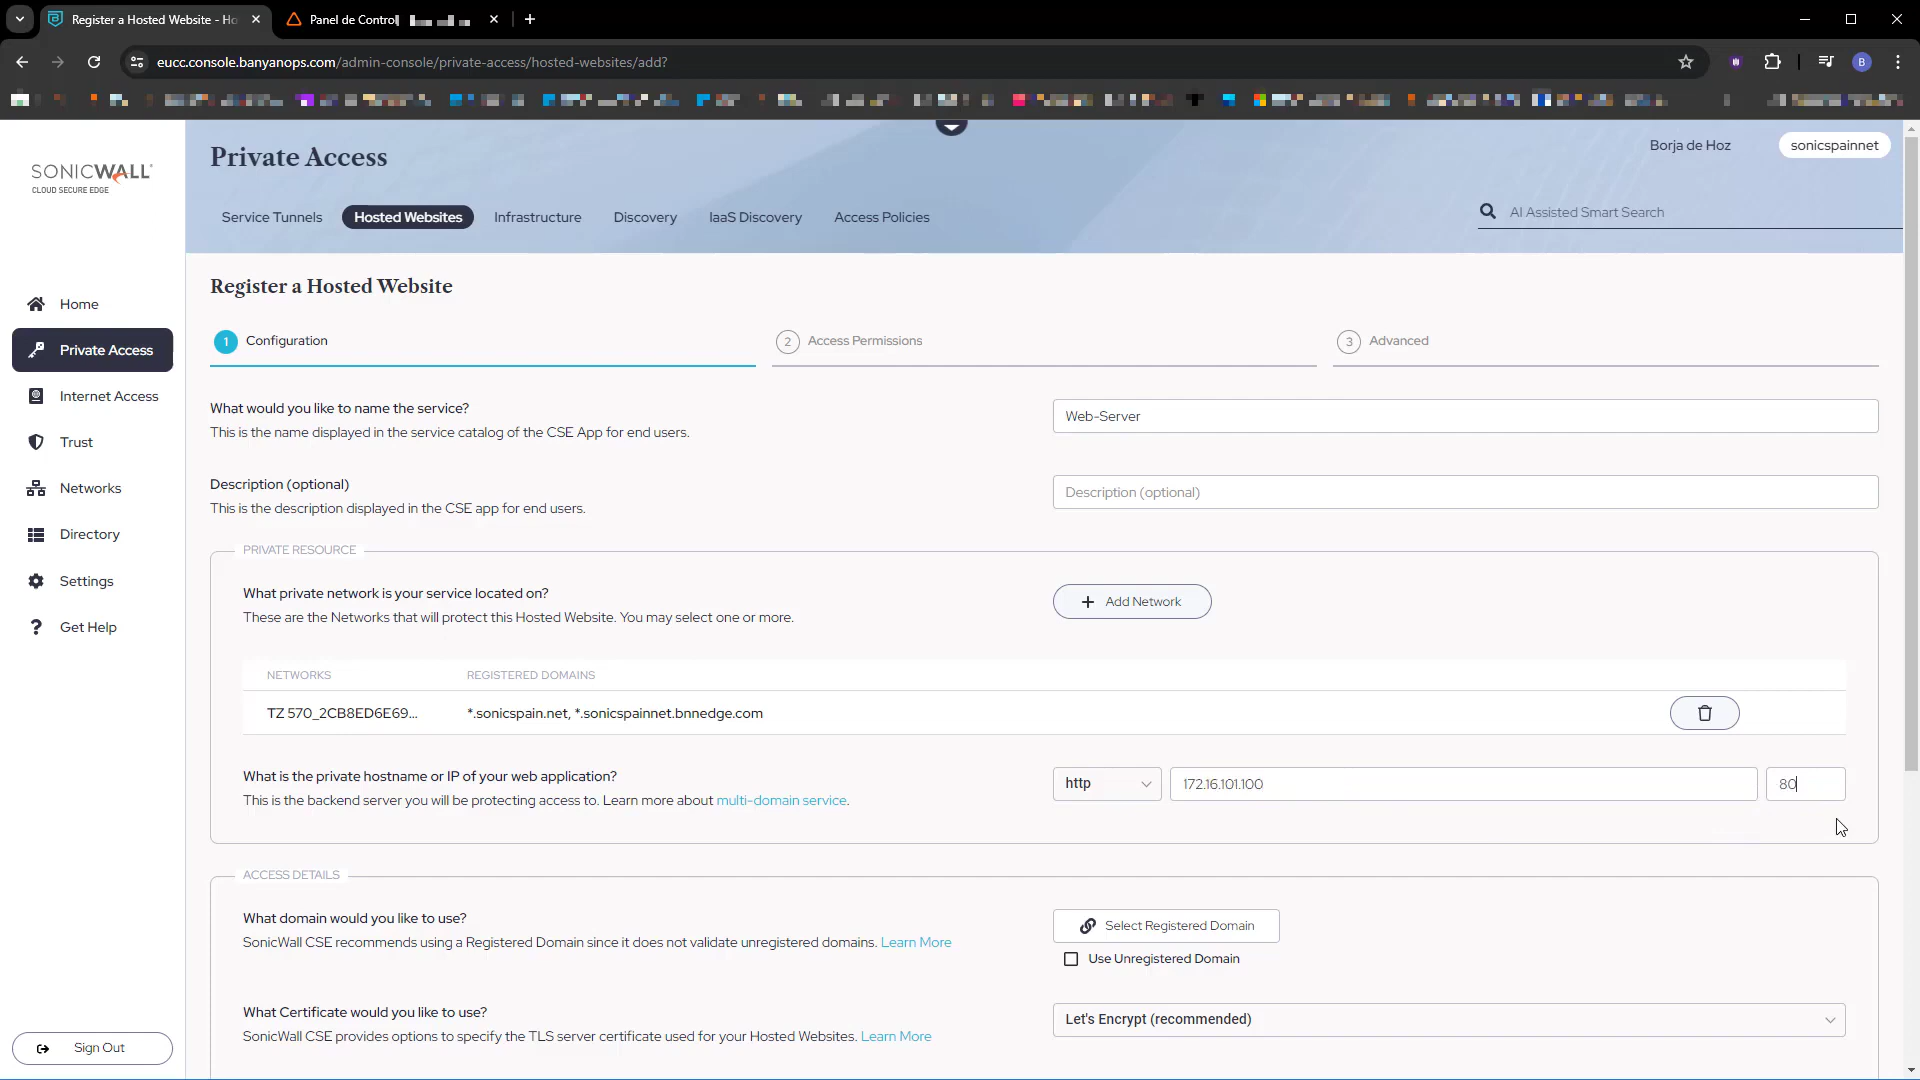 Register a Hosted Website - Ho
Panel de Control
eucc.console.banyanops.com/admin-console/private-access/hosted-websites/add?
B
SONICWALL
CLOUD SECURE EDGE
Private Access
Borja de Hoz
sonicspainnet
Service Tunnels
Hosted Websites
Infrastructure
Discovery
IaaS Discovery
Access Policies
AI Assisted Smart Search
Home
Private Access
Internet Access
Trust
Networks
Directory
Settings
Get Help
Sign Out
Register a Hosted Website
1 Configuration
2 Access Permissions
3 Advanced
What would you like to name the service?
This is the name displayed in the service catalog of the CSE App for end users.
Web-Server
Description (optional)
This is the description displayed in the CSE app for end users.
Description (optional)
PRIVATE RESOURCE
What private network is your service located on?
These are the Networks that will protect this Hosted Website. You may select one or more.
Add Network
NETWORKS REGISTERED DOMAINS
TZ 570_2CB8ED6E69... *.sonicspain.net, *.sonicspainnet.bnnedge.com
What is the private hostname or IP of your web application?
This is the backend server you will be protecting access to. Learn more about multi-domain service.
http 172.16.101.100 80
ACCESS DETAILS
What domain would you like to use?
SonicWall CSE recommends using a Registered Domain since it does not validate unregistered domains. Learn More
Select Registered Domain
Use Unregistered Domain
What Certificate would you like to use?
SonicWall CSE provides options to specify the TLS server certificate used for your Hosted Websites. Learn More
Let's Encrypt (recommended)